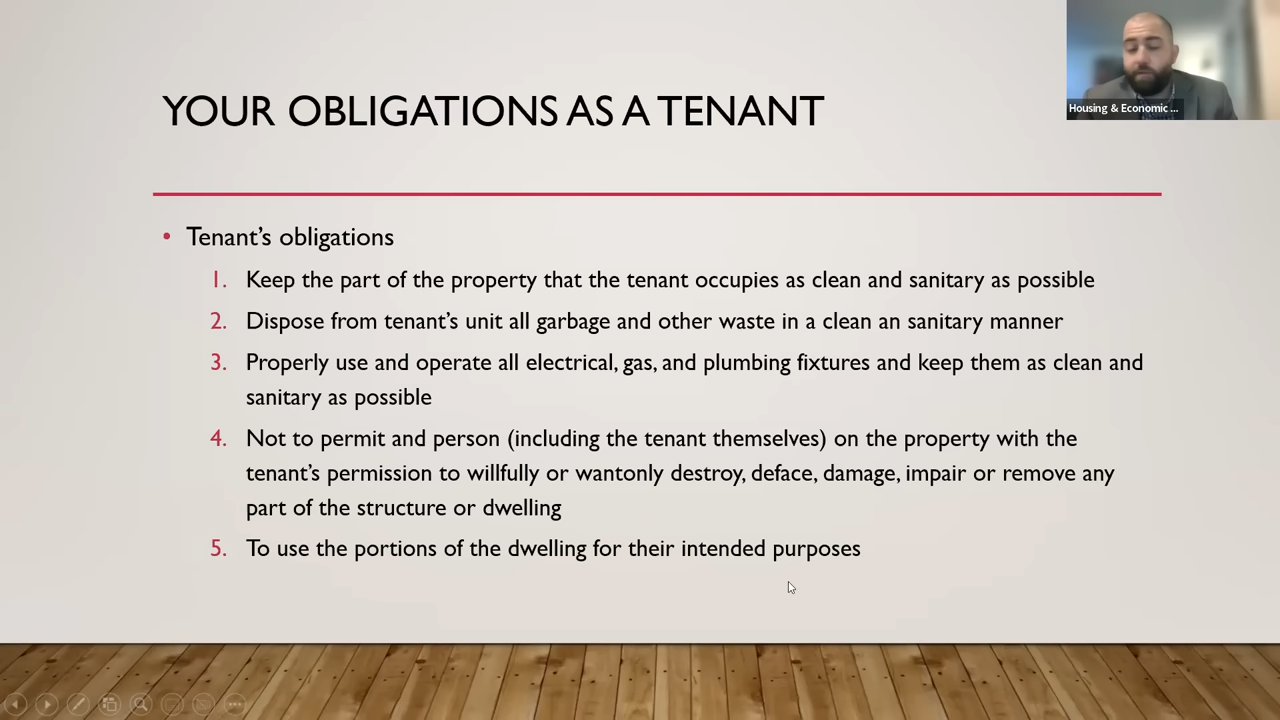 YOUR OBLIGATIONS AS A TENANT
Housing & Economic ...
• Tenant's obligations
1. Keep the part of the property that the tenant occupies as clean and sanitary as possible
2. Dispose from tenant's unit all garbage and other waste in a clean an sanitary manner
3. Properly use and operate all electrical, gas, and plumbing fixtures and keep them as clean and
sanitary as possible
4. Not to permit and person (including the tenant themselves) on the property with the
tenant's permission to willfully or wantonly destroy, deface, damage, impair or remove any
part of the structure or dwelling
5. To use the portions of the dwelling for their intended purposes